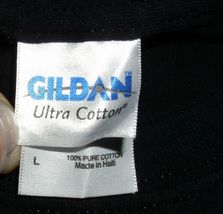 GILDAN
Ultra Cotton®
L
100% PURE COTTON
Made in Haiti